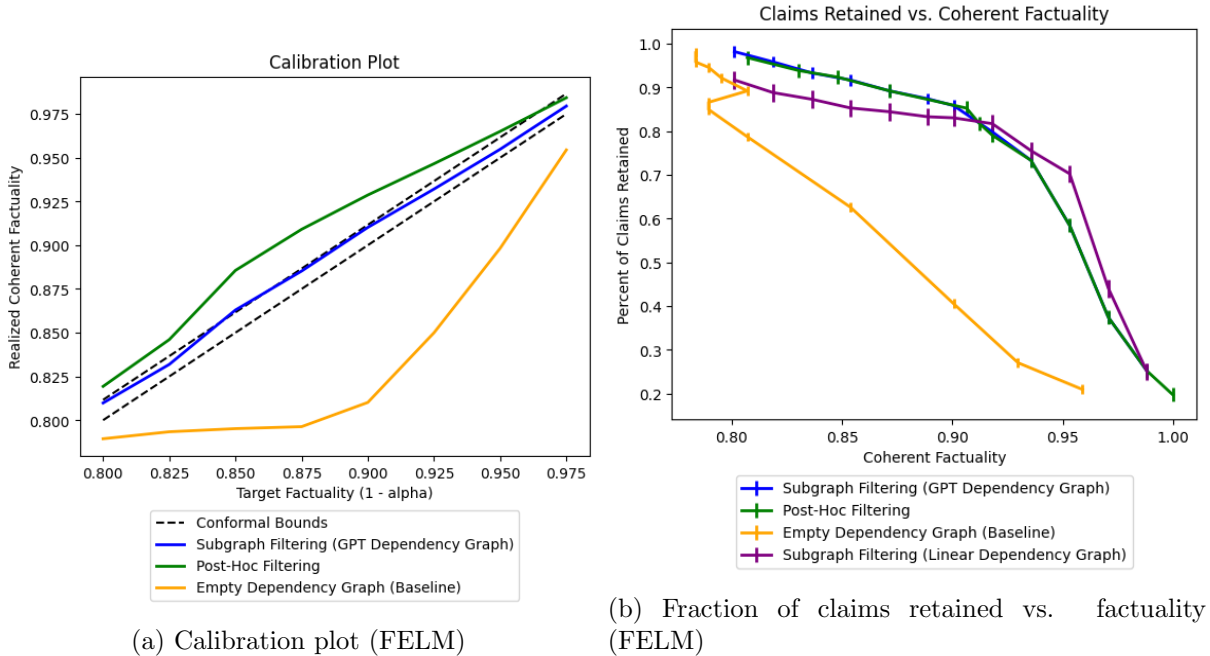 Calibration Plot
Realized Coherent Factuality
0.975
0.950
0.925
0.900
0.875
0.850
0.825
0.800
0.800 0.825 0.850 0.875 0.900 0.925 0.950 0.975
Target Factuality (1 - alpha)
Conformal Bounds
Subgraph Filtering (GPT Dependency Graph)
Post-Hoc Filtering
Empty Dependency Graph (Baseline)
(a) Calibration plot (FELM)
Claims Retained vs. Coherent Factuality
Percent of Claims Retained
1.0
0.9
0.8
0.7
0.6
0.5
0.4
0.3
0.2
0.80 0.85 0.90 0.95 1.00
Coherent Factuality
Subgraph Filtering (GPT Dependency Graph)
Post-Hoc Filtering
Empty Dependency Graph (Baseline)
Subgraph Filtering (Linear Dependency Graph)
(b) Fraction of claims retained vs. factuality
(FELM)